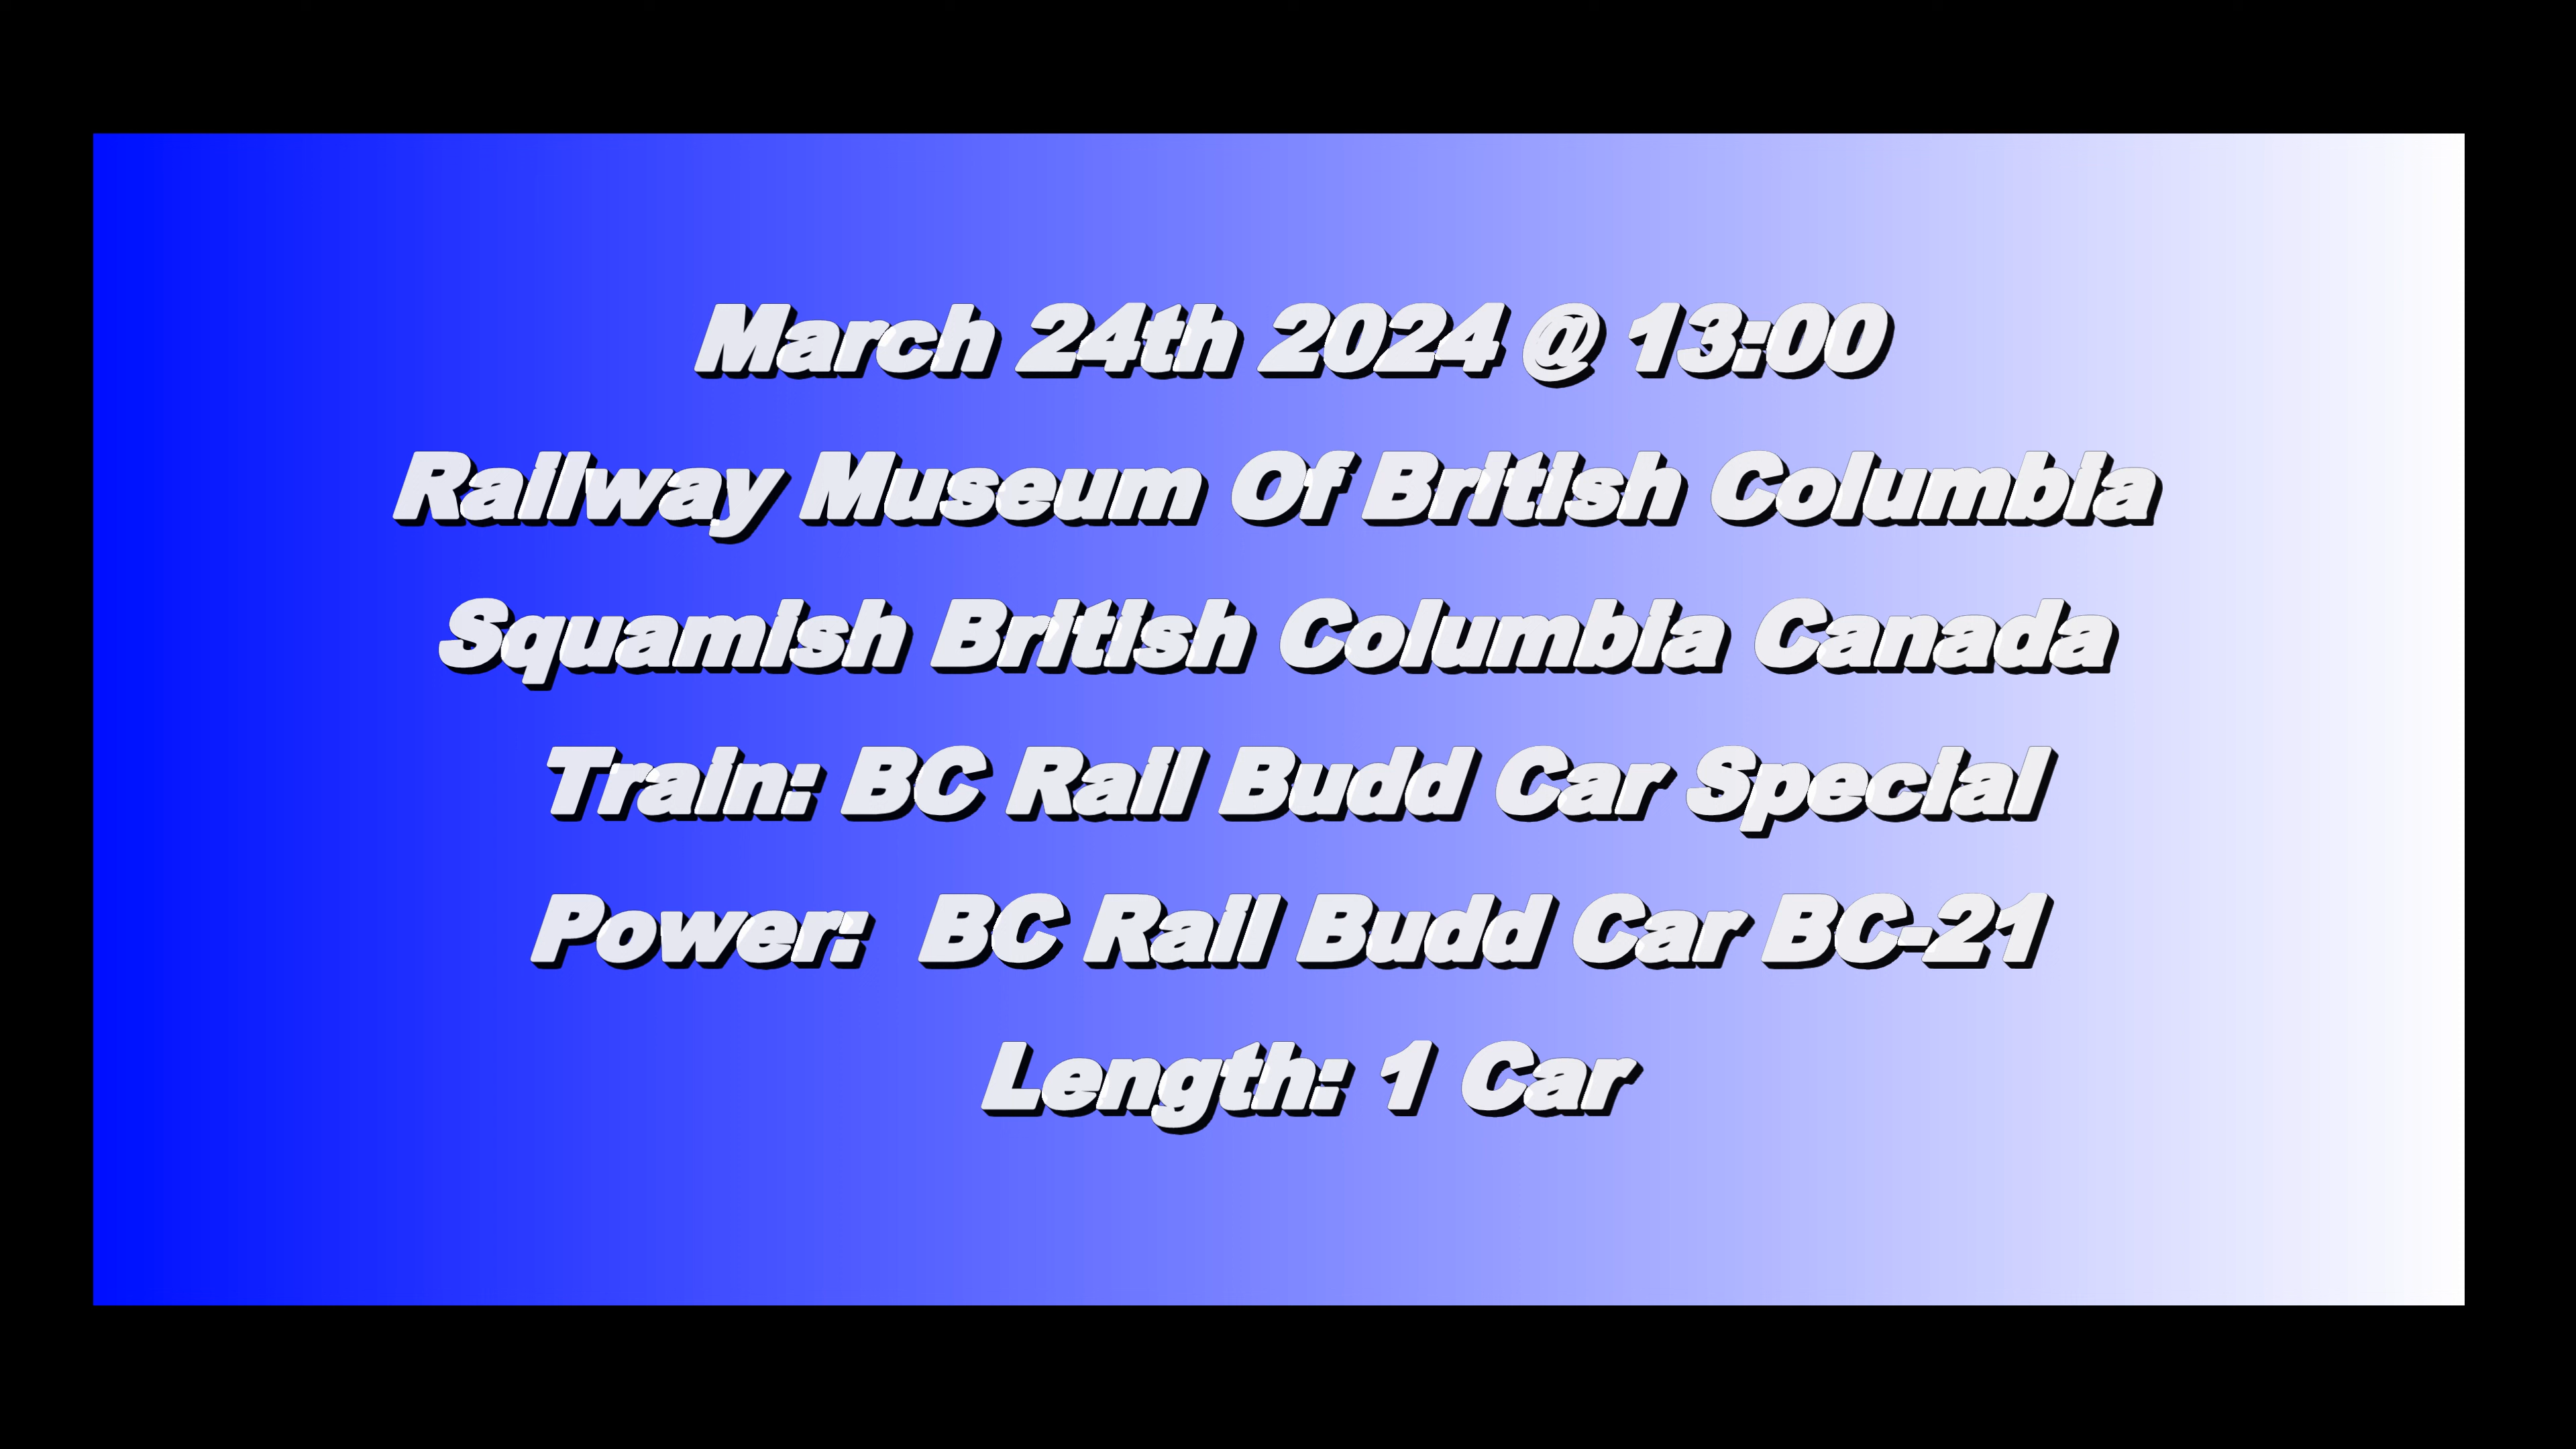 March 24th 2024 @ 13:00
Railway Museum Of British Columbia
Squamish British Columbia Canada
Train: BC Rail Budd Car Special
Power:  BC Rail Budd Car BC-21
Length: 1 Car